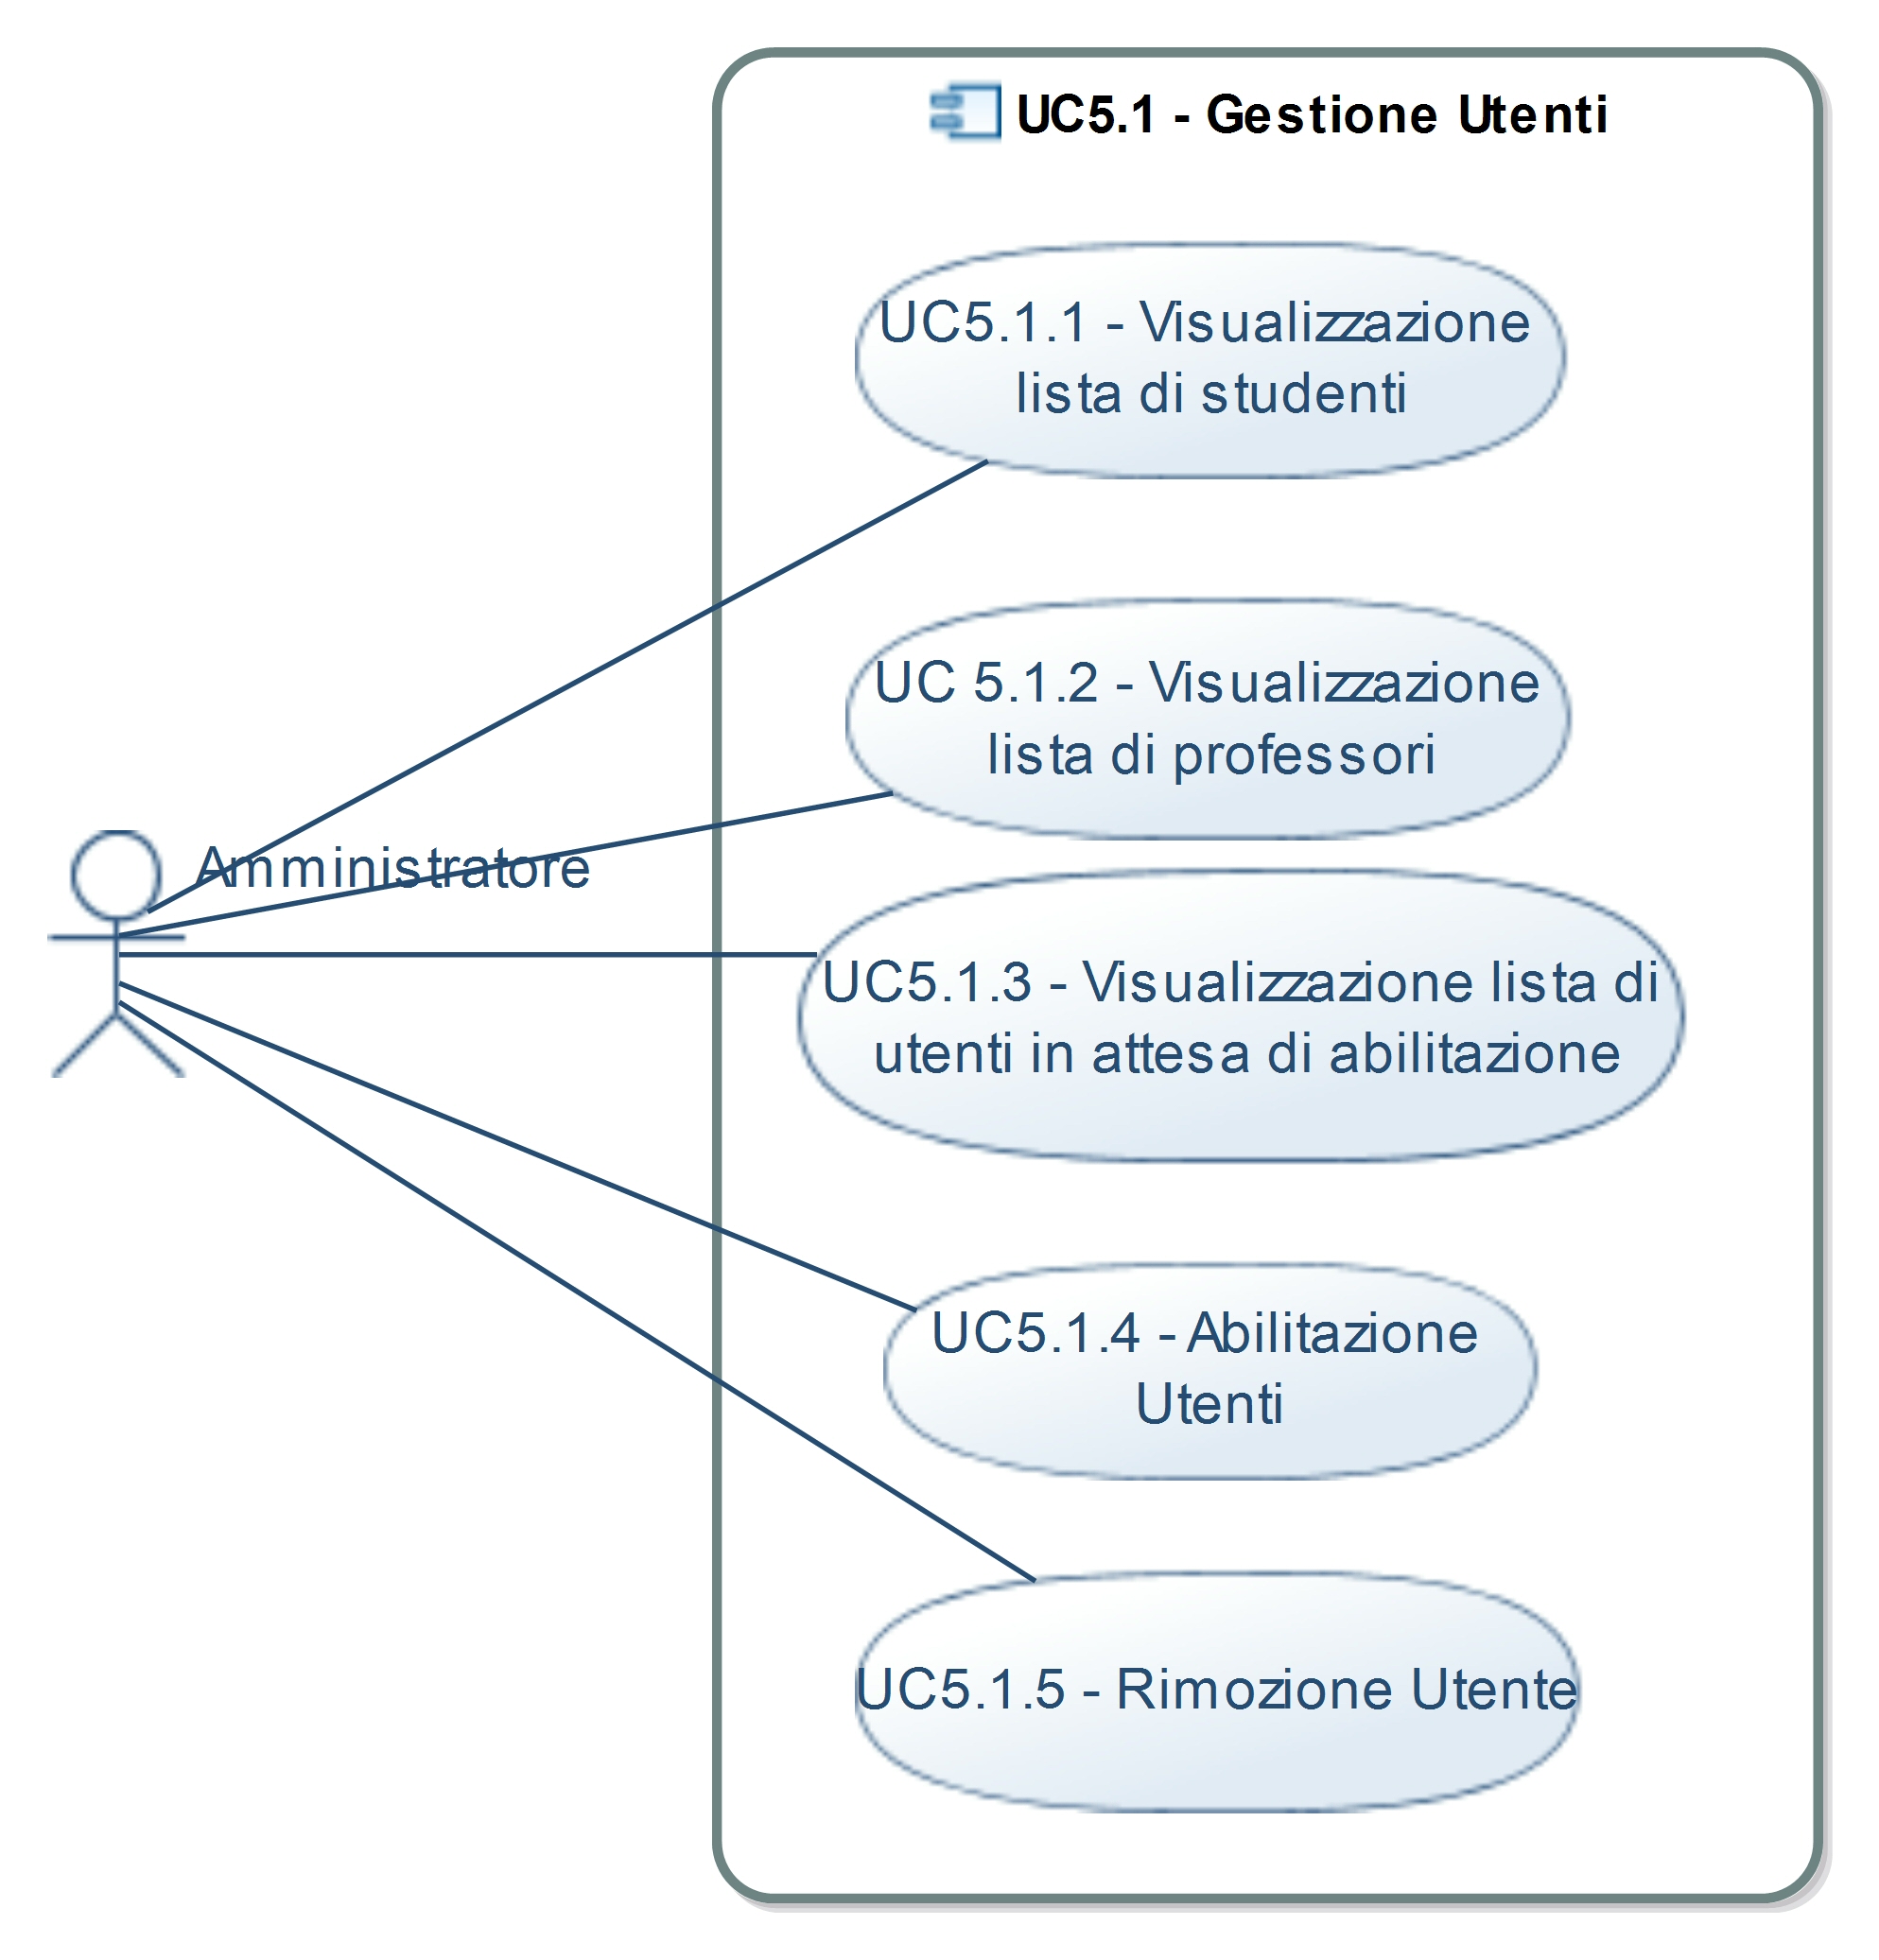 UC5.1 - Gestione Utenti
UC5.1.1 - Visualizzazione
lista di studenti
UC 5.1.2 - Visualizzazione
lista di professori
Amministratore
UC5.1.3 - Visualizzazione lista di
utenti in attesa di abilitazione
UC5.1.4 - Abilitazione
Utenti
UC5.1.5 - Rimozione Utente